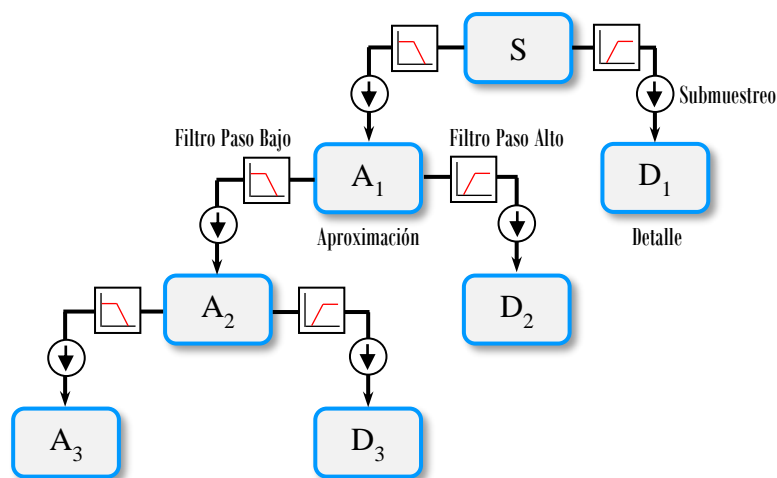 S
Submuestreo
Filtro Paso Bajo
Filtro Paso Alto
A₁
D₁
Aproximación
Detalle
A₂
D₂
A₃
D₃